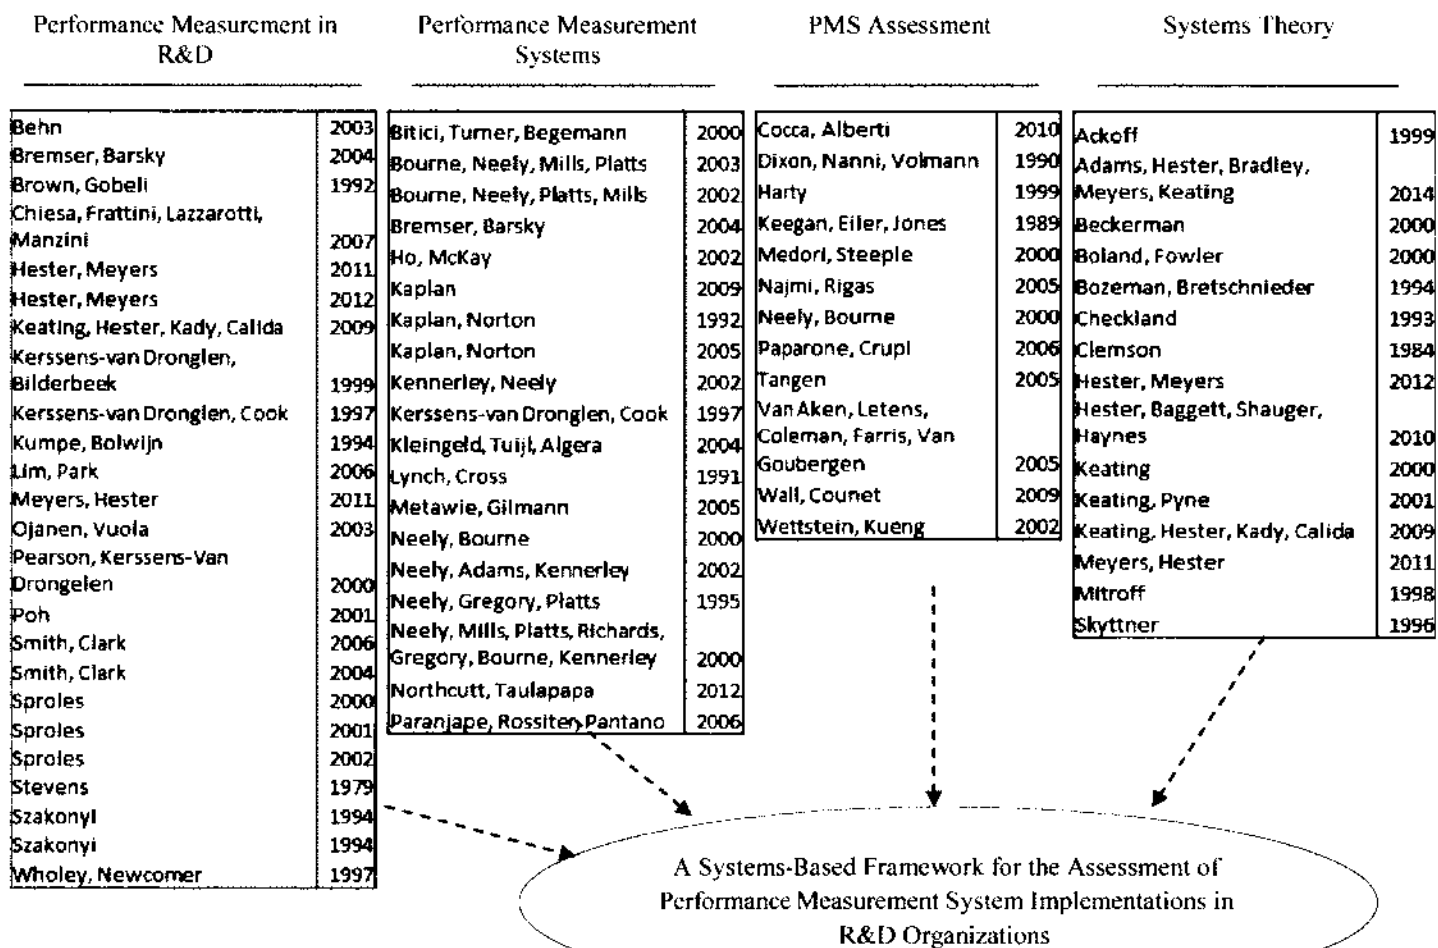 Performance Measurement in
R&D
Behn 2003
Bremser, Barsky 2004
Brown, Gobeli 1992
Chiesa, Frattini, Lazzarotti,
Manzini 2007
Hester, Meyers 2011
Hester, Meyers 2012
Keating, Hester, Kady, Calida 2009
Kerssens-van Dronglen,
Bilderbeek 1999
Kerssens-van Dronglen, Cook 1997
Kumpe, Bolwijn 1994
Lim, Park 2006
Meyers, Hester 2011
Ojanen, Vuola 2003
Pearson, Kerssens-Van
Drongelen 2000
Poh 2001
Smith, Clark 2006
Smith, Clark 2004
Sproles 2000
Sproles 2001
Sproles 2002
Stevens 1979
Szakonyi 1994
Szakonyi 1994
Wholey, Newcomer 1997
Performance Measurement
Systems
Bitici, Turner, Begemann 2000
Bourne, Neely, Mills, Platts 2003
Bourne, Neely, Platts, Mills 2002
Bremser, Barsky 2004
Ho, McKay 2002
Kaplan 2009
Kaplan, Norton 1992
Kaplan, Norton 2005
Kennerley, Neely 2002
Kerssens-van Dronglen, Cook 1997
Kleingeld, Tuijl, Algera 2004
Lynch, Cross 1991
Metawie, Gilmann 2005
Neely, Bourne 2000
Neely, Adams, Kennerley 2002
Neely, Gregory, Platts 1995
Neely, Mills, Platts, Richards,
Gregory, Bourne, Kennerley 2000
Northcutt, Taulapapa 2012
Paranjape, Rossiter, Pantano 2006
PMS Assessment
Cocca, Alberti 2010
Dixon, Nanni, Volmann 1990
Harty 1999
Keegan, Eiler, Jones 1989
Medori, Steeple 2000
Najmi, Rigas 2005
Neely, Bourne 2000
Paparone, Crupi 2006
Tangen 2005
Van Aken, Letens,
Coleman, Farris, Van
Goubergen 2005
Wall, Counet 2009
Wettstein, Kueng 2002
Systems Theory
Ackoff 1999
Adams, Hester, Bradley,
Meyers, Keating 2014
Beckerman 2000
Boland, Fowler 2000
Bozeman, Bretschnieder 1994
Checkland 1993
Clemson 1984
Hester, Meyers 2012
Hester, Baggett, Shauger,
Haynes 2010
Keating 2000
Keating, Pyne 2001
Keating, Hester, Kady, Calida 2009
Meyers, Hester 2011
Mitroff 1998
Skyttner 1996
A Systems-Based Framework for the Assessment of
Performance Measurement System Implementations in
R&D Organizations